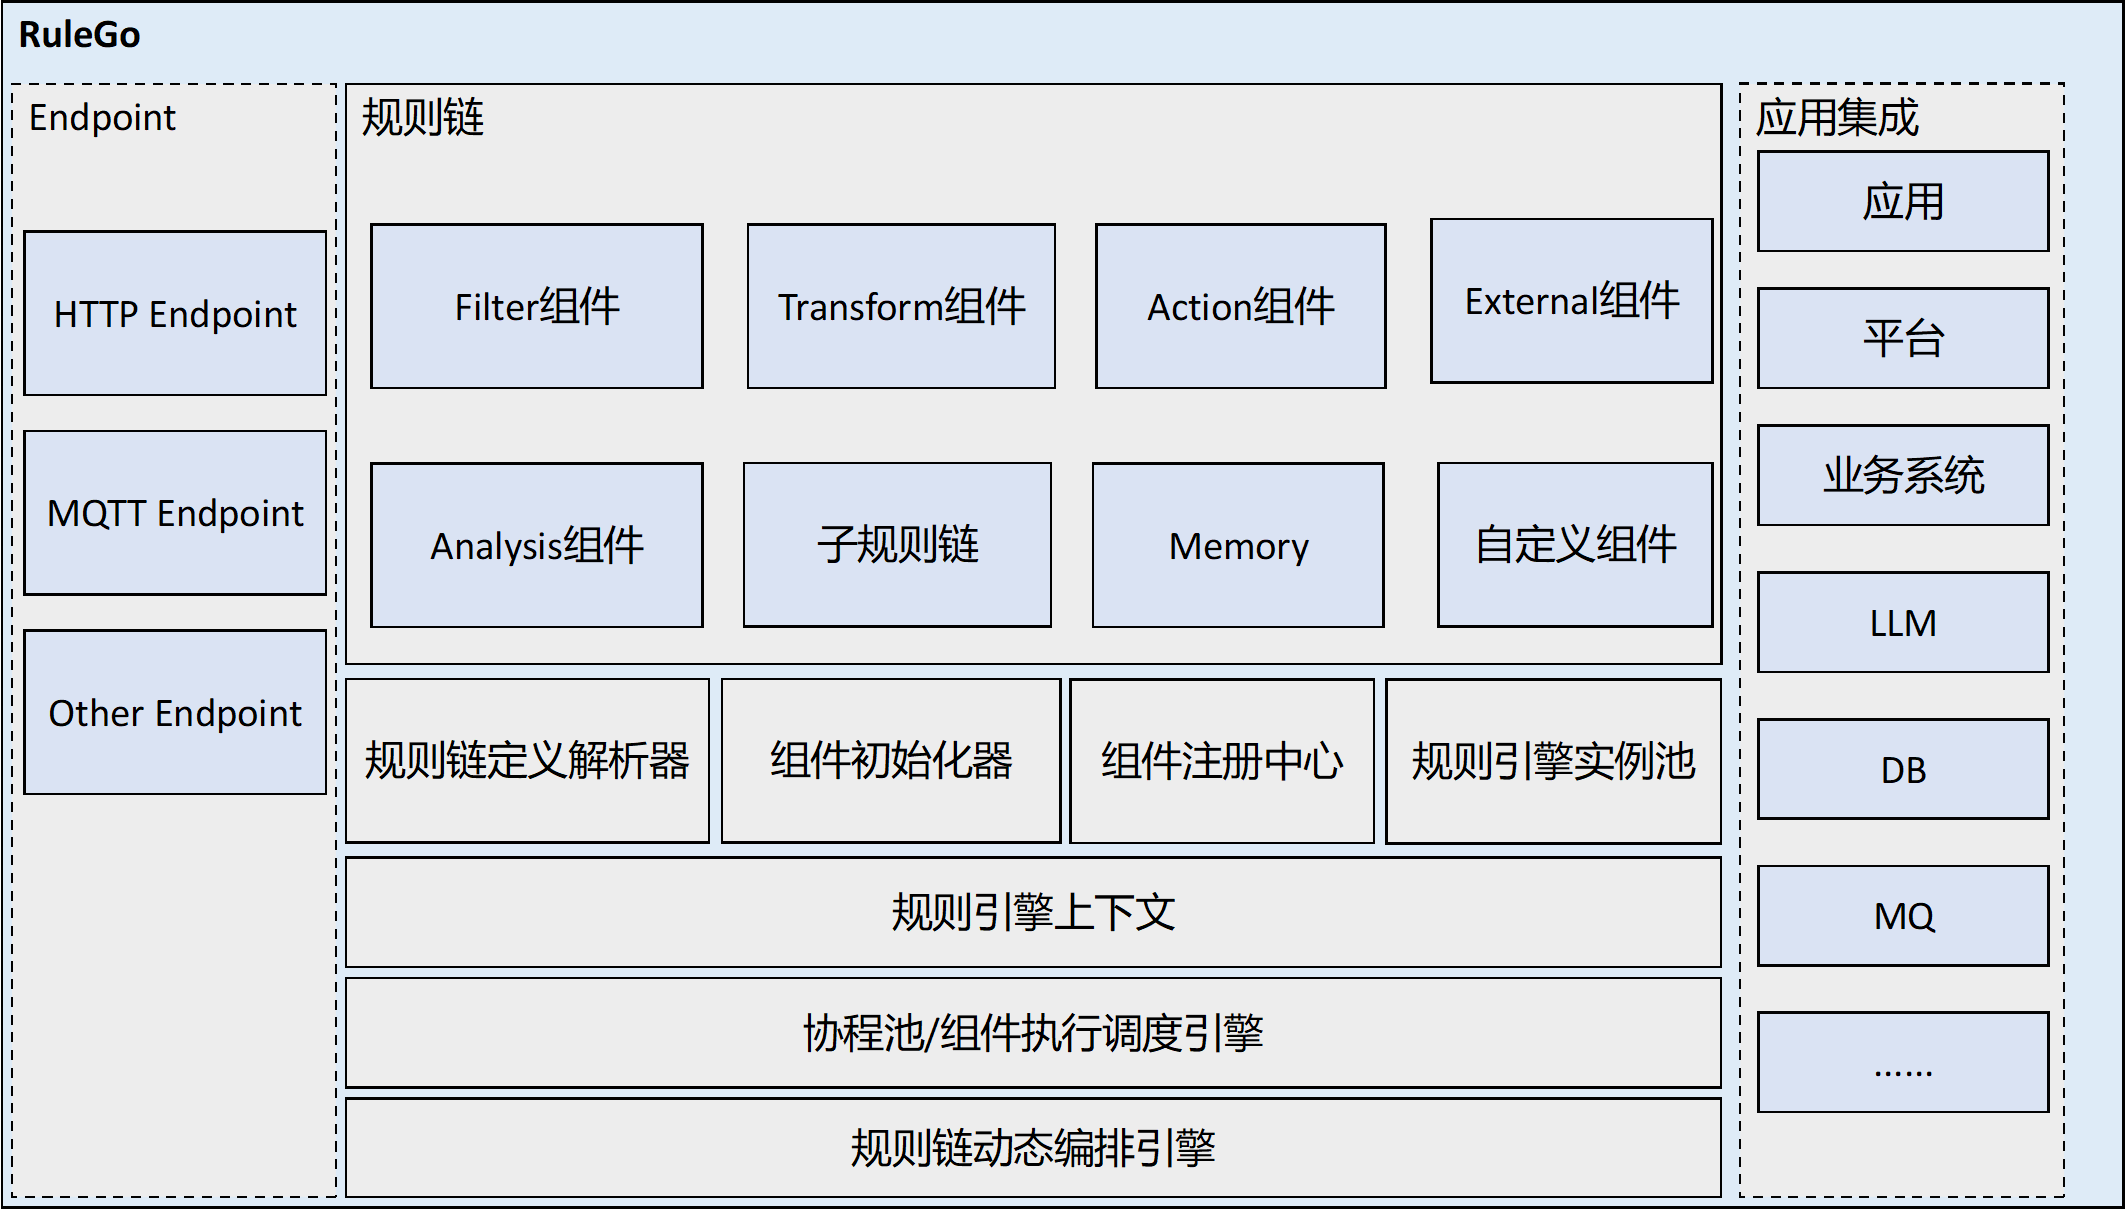 RuleGo
Endpoint
HTTP Endpoint
MQTT Endpoint
Other Endpoint
规则链
Filter组件
Transform组件
Action组件
External组件
Analysis组件
子规则链
Memory
自定义组件
规则链定义解析器
组件初始化器
组件注册中心
规则引擎实例池
规则引擎上下文
协程池/组件执行调度引擎
规则链动态编排引擎
应用集成
应用
平台
业务系统
LLM
DB
MQ
……